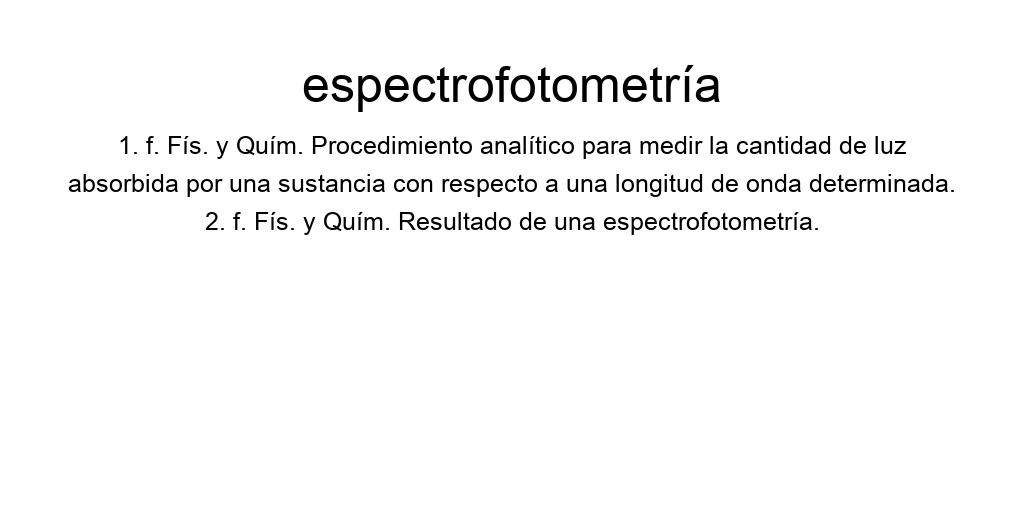 espectrofotometría
1. f. Fís. y Quím. Procedimiento analítico para medir la cantidad de luz
absorbida por una sustancia con respecto a una longitud de onda determinada.
2. f. Fís. y Quím. Resultado de una espectrofotometría.